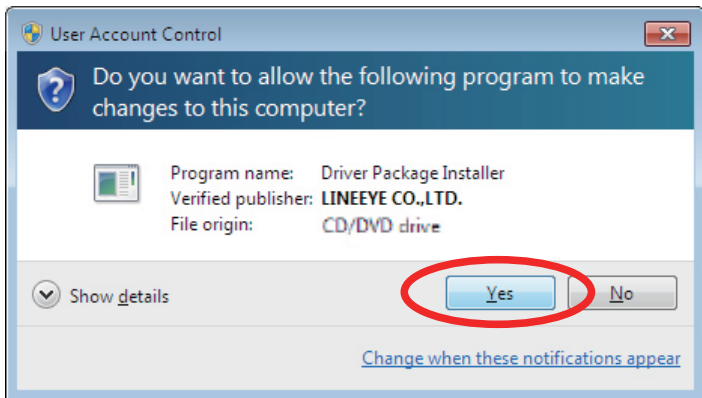 User Account Control
Do you want to allow the following program to make
changes to this computer?
Program name: Driver Package Installer
Verified publisher: LINEEYE CO.,LTD.
File origin: CD/DVD drive
Show details
Yes
No
Change when these notifications appear